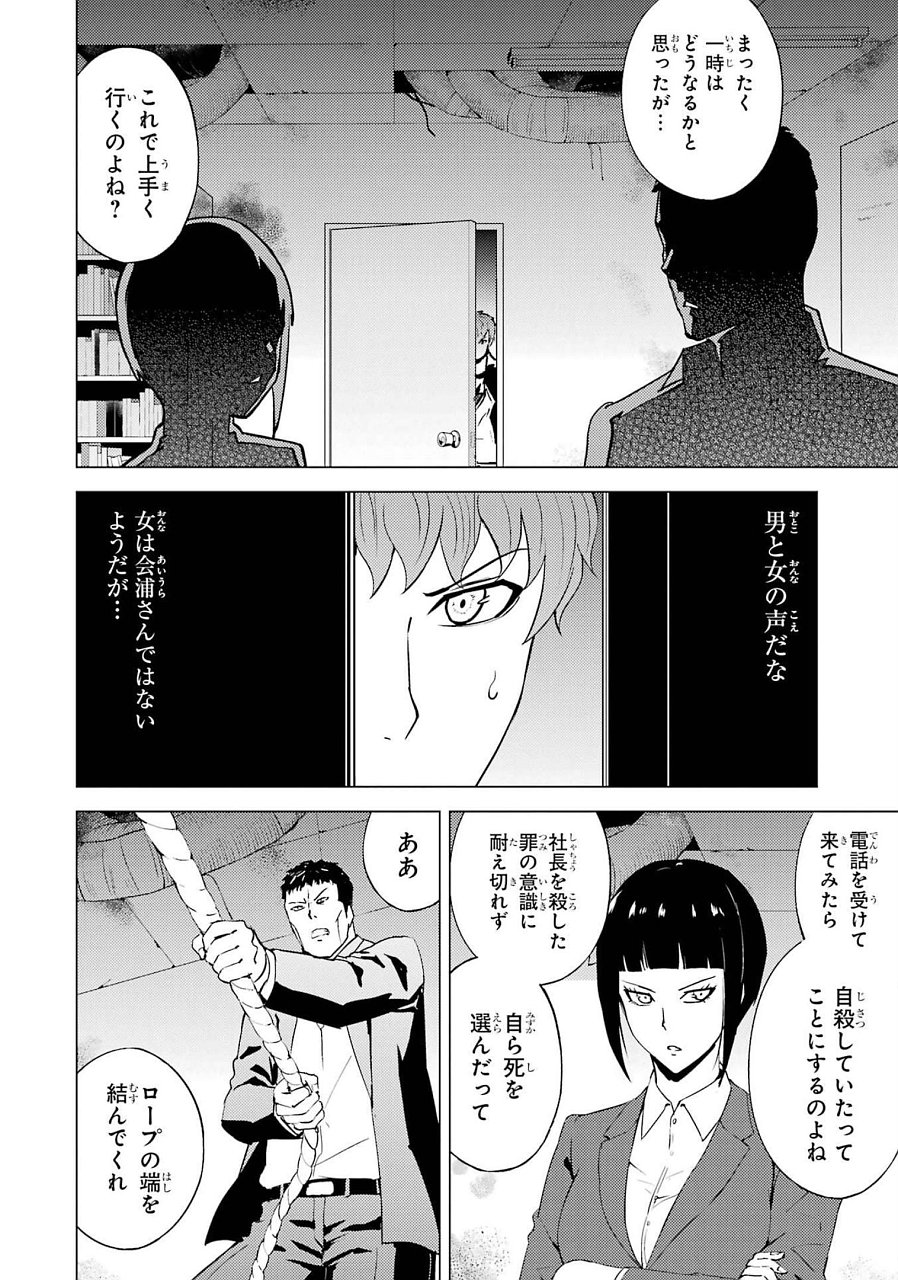 まったく
一時は
どうなるかと
思ったが…
これで上手く
行くのよね?
男と女の声だな
女は会浦さんではない
ようだが…
電話を受けて
来てみたら
自殺していたって
ことにするのよね
社長を殺した
罪の意識に
耐え切れず
自ら死を
選んだって
ああ
ロープの端を
結んでくれ